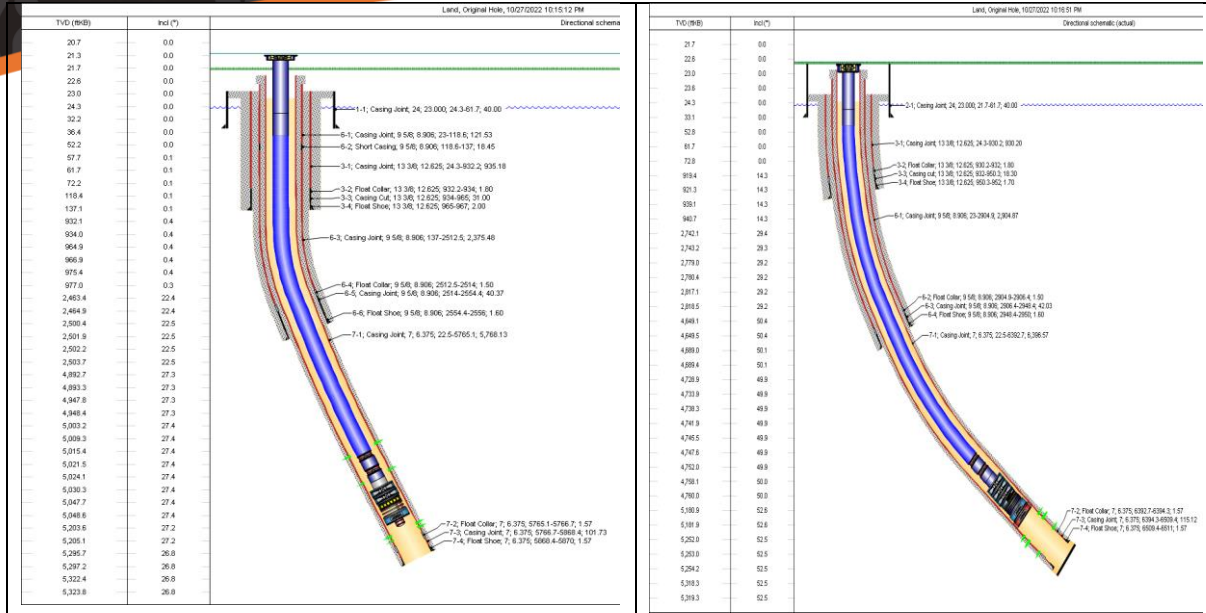 Land, Original Hole, 10/27/2022 10:15:12 PM
TVD (ftKB) Incl (°) Directional schema
20.7 0.0
21.3 0.0
21.7 0.0
22.6 0.0
23.0 0.0
24.3 0.0
32.2 0.0
36.4 0.0
52.2 0.0
57.7 0.1
61.7 0.1
72.2 0.1
118.4 0.1
137.1 0.1
932.1 0.4
934.0 0.4
964.9 0.4
966.9 0.4
975.4 0.4
977.0 0.3
2,463.4 22.4
2,464.9 22.4
2,500.4 22.5
2,501.9 22.5
2,502.2 22.5
2,503.7 22.5
4,892.7 27.3
4,893.3 27.3
4,947.8 27.3
4,948.4 27.3
5,003.2 27.4
5,009.3 27.4
5,015.4 27.4
5,021.5 27.4
5,024.1 27.4
5,030.3 27.4
5,047.7 27.4
5,048.6 27.4
5,203.6 27.2
5,205.1 27.2
5,295.7 26.8
5,297.2 26.8
5,322.4 26.8
5,323.8 26.8
1-1; Casing Joint; 24; 23.000; 24.3-61.7; 40.00
6-1; Casing Joint; 9 5/8; 8.906; 23-118.6; 121.53
6-2; Short Casing; 9 5/8; 8.906; 118.6-137; 18.45
3-1; Casing Joint; 13 3/8; 12.625; 24.3-932.2; 935.18
3-2; Float Collar; 13 3/8; 12.625; 932.2-934; 1.80
3-3; Casing Cut; 13 3/8; 12.625; 934-965; 31.00
3-4; Float Shoe; 13 3/8; 12.625; 965-967; 2.00
6-3; Casing Joint; 9 5/8; 8.906; 137-2512.5; 2,375.48
6-4; Float Collar; 9 5/8; 8.906; 2512.5-2514; 1.50
6-5; Casing Joint; 9 5/8; 8.906; 2514-2554.4; 40.37
6-6; Float Shoe; 9 5/8; 8.906; 2554.4-2556; 1.60
7-1; Casing Joint; 7; 6.375; 22.5-5765.1; 5,768.13
7-2; Float Collar; 7; 6.375; 5765.1-5766.7; 1.57
7-3; Casing Joint; 7; 6.375; 5766.7-5868.4; 101.73
7-4; Float Shoe; 7; 6.375; 5868.4-5870; 1.57
Land, Original Hole, 10/27/2022 10:16:51 PM
TVD (ftKB) Incl (°) Directional schematic (actual)
21.7 0.0
22.6 0.0
23.0 0.0
23.6 0.0
24.3 0.0
33.1 0.0
52.8 0.0
61.7 0.0
72.8 0.0
919.4 14.3
921.3 14.3
939.1 14.3
940.7 14.3
2,742.1 29.4
2,743.2 29.3
2,779.0 29.2
2,780.4 29.2
2,817.1 29.2
2,818.5 29.2
4,649.1 50.4
4,649.5 50.4
4,689.0 50.1
4,689.4 50.1
4,728.9 49.9
4,733.9 49.9
4,738.3 49.9
4,741.9 49.9
4,745.5 49.9
4,747.6 49.9
4,752.0 49.9
4,758.1 50.0
4,760.0 50.0
5,180.9 52.6
5,181.9 52.6
5,252.0 52.5
5,253.0 52.5
5,254.2 52.5
5,318.3 52.5
5,319.3 52.5
2-1; Casing Joint; 24; 23.000; 21.7-61.7; 40.00
3-1; Casing Joint; 13 3/8; 12.625; 24.3-930.2; 930.20
3-2; Float Collar; 13 3/8; 12.625; 930.2-932; 1.80
3-3; Casing cut; 13 3/8; 12.625; 932-950.3; 18.30
3-4; Float Shoe; 13 3/8; 12.625; 950.3-952; 1.70
6-1; Casing Joint; 9 5/8; 8.906; 23-2904.9; 2,904.87
6-2; Float Collar; 9 5/8; 8.906; 2904.9-2906.4; 1.50
6-3; Casing Joint; 9 5/8; 8.906; 2906.4-2948.4; 42.03
6-4; Float Shoe; 9 5/8; 8.906; 2948.4-2950; 1.60
7-1; Casing Joint; 7; 6.375; 22.5-6392.7; 6,396.57
7-2; Float Collar; 7; 6.375; 6392.7-6394.3; 1.57
7-3; Casing Joint; 7; 6.375; 6394.3-6509.4; 115.12
7-4; Float Shoe; 7; 6.375; 6509.4-6511; 1.57